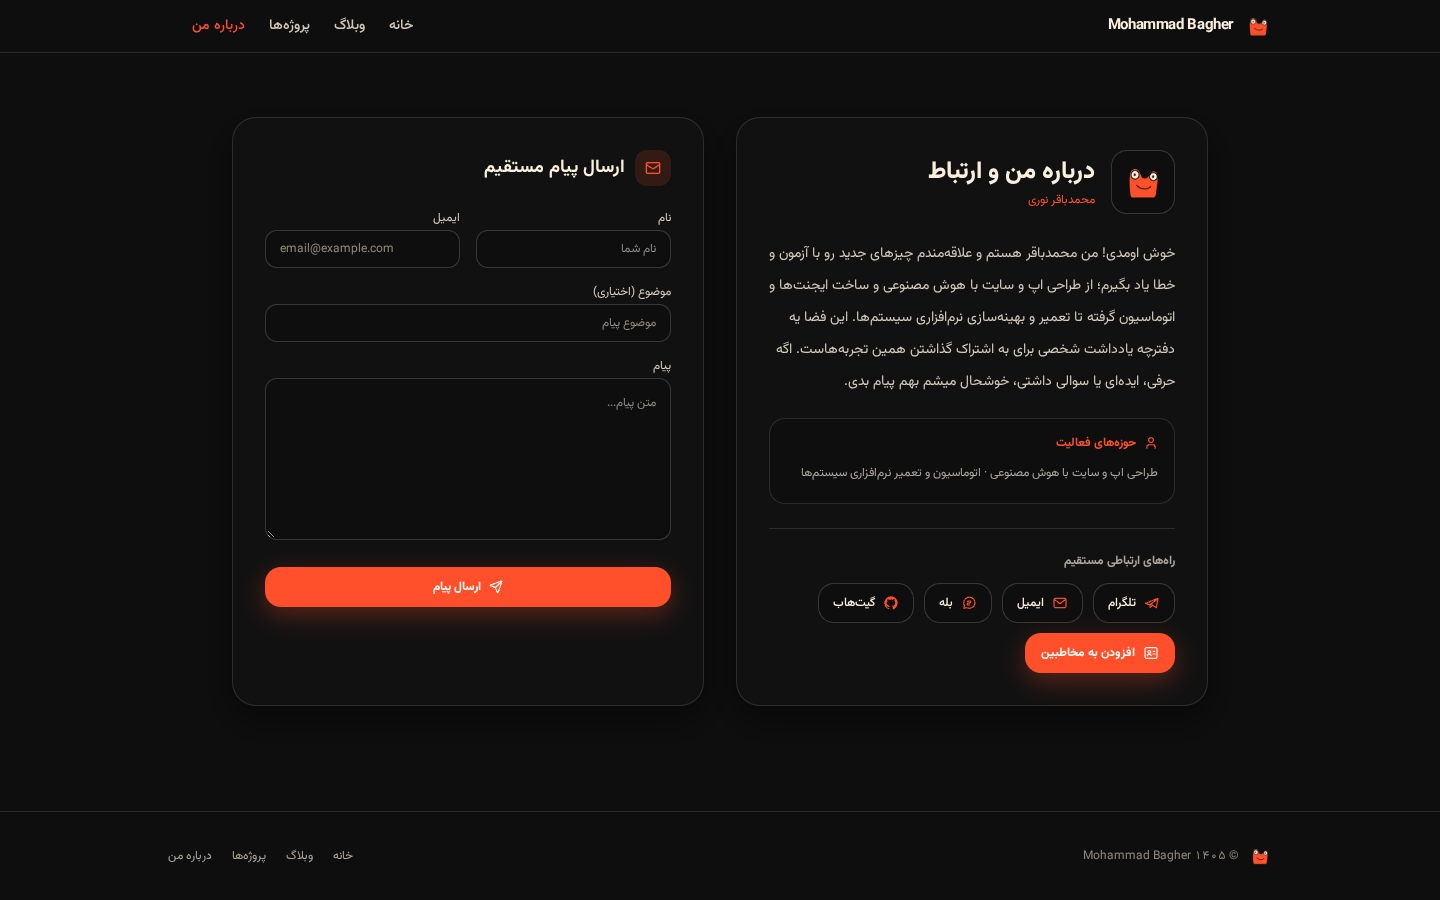 Mohammad Bagher
خانه
وبلاگ
پروژه‌ها
درباره من
درباره من و ارتباط
محمدباقر نوری
خوش اومدی! من محمدباقر هستم و علاقه‌مندم چیزهای جدید رو با آزمون و
خطا یاد بگیرم؛ از طراحی اپ و سایت با هوش مصنوعی و ساخت ایجنت‌ها و
اتوماسیون گرفته تا تعمیر و بهینه‌سازی نرم‌افزاری سیستم‌ها. این فضا یه
دفترچه یادداشت شخصی برای به اشتراک گذاشتن همین تجربه‌هاست. اگه
حرفی، ایده‌ای یا سوالی داشتی، خوشحال میشم بهم پیام بدی.
حوزه‌های فعالیت
طراحی اپ و سایت با هوش مصنوعی · اتوماسیون و تعمیر نرم‌افزاری سیستم‌ها
راه‌های ارتباطی مستقیم
تلگرام
ایمیل
بله
گیت‌هاب
افزودن به مخاطبین
ارسال پیام مستقیم
نام
ایمیل
نام شما
email@example.com
موضوع (اختیاری)
موضوع پیام
پیام
متن پیام...
ارسال پیام
© ۱۴۰۵ Mohammad Bagher
خانه
وبلاگ
پروژه‌ها
درباره من